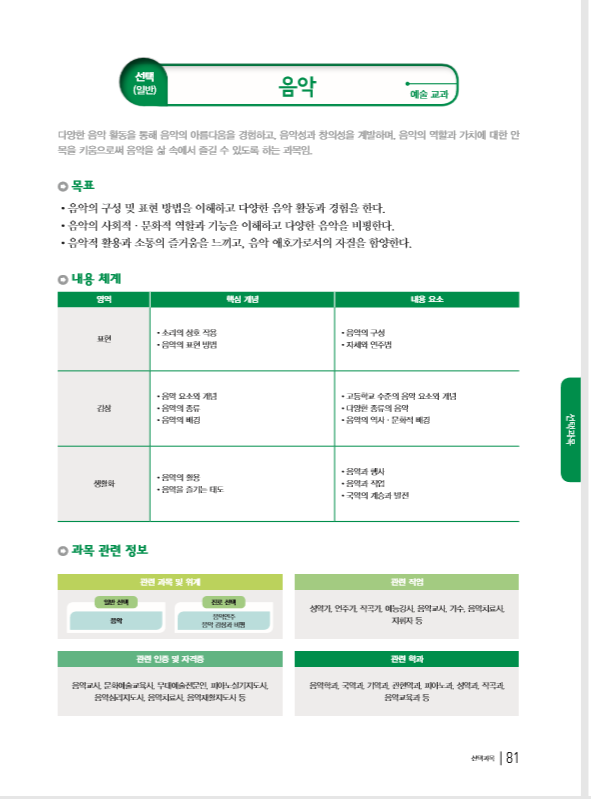 선택
(일반)
음악
예술 교과
다양한 음악 활동을 통해 음악의 아름다움을 경험하고, 음악성과 창의성을 계발하며, 음악의 역할과 가치에 대한 안
목을 키움으로써 음악을 삶 속에서 즐길 수 있도록 하는 과목임.
목표
• 음악의 구성 및 표현 방법을 이해하고 다양한 음악 활동과 경험을 한다.
• 음악의 사회적·문화적 역할과 기능을 이해하고 다양한 음악을 비평한다.
• 음악적 활용과 소통의 즐거움을 느끼고, 음악 애호가로서의 자질을 함양한다.
내용 체계
영역
핵심 개념
내용 요소
표현
• 소리의 상호 작용
• 음악의 표현 방법
• 음악의 구성
• 자세와 연주법
감상
• 음악 요소와 개념
• 음악의 종류
• 음악의 배경
• 고등학교 수준의 음악 요소와 개념
• 다양한 종류의 음악
• 음악의 역사·문화적 배경
생활화
• 음악의 활용
• 음악을 즐기는 태도
• 음악과 행사
• 음악과 직업
• 국악의 계승과 발전
선택과목
과목 관련 정보
관련 과목 및 위계
일반 선택
진로 선택
음악
음악연주
음악 감상과 비평
관련 직업
성악가, 연주가, 작곡가, 예능강사, 음악교사, 가수, 음악치료사,
지휘자 등
관련 인증 및 자격증
음악교사, 문화예술교육사, 무대예술전문인, 피아노실기지도사,
음악심리지도사, 음악치료사, 음악재활지도사 등
관련 학과
음악학과, 국악과, 기악과, 관현악과, 피아노과, 성악과, 작곡과,
음악교육과 등
선택과목 | 81